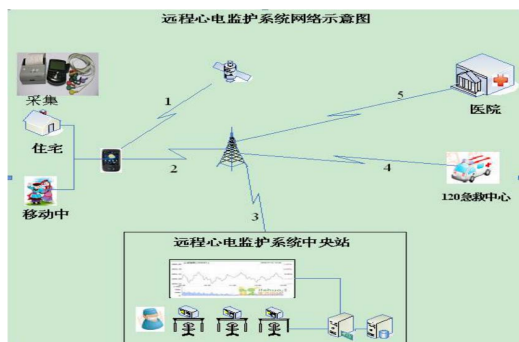 远程心电监护系统网络示意图
采集
1
5
医院
住宅
2
4
移动中
120急救中心
3
远程心电监护系统中央站